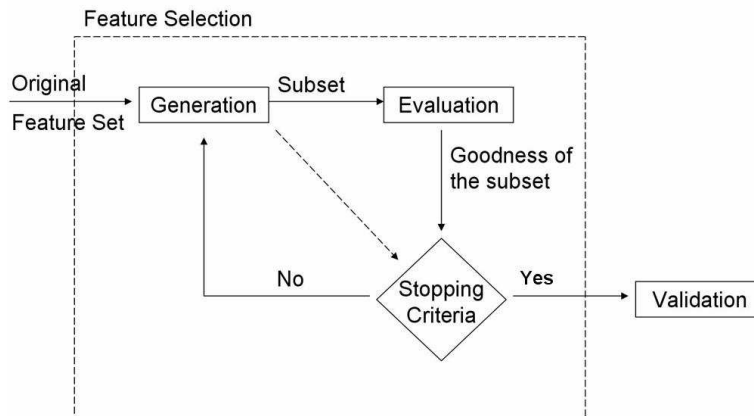 Feature Selection
Original
Feature Set
Generation
Subset
Evaluation
Goodness of
the subset
No
Stopping
Criteria
Yes
Validation